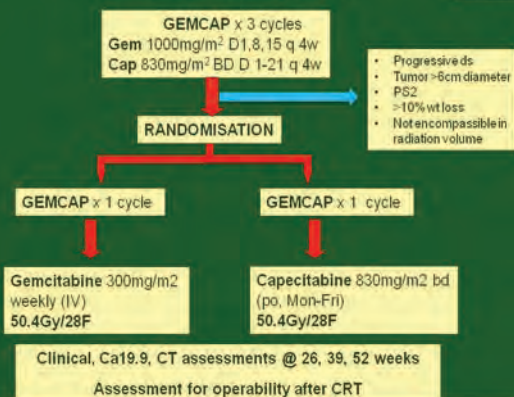 GEMCAP x 3 cycles
Gem 1000mg/m² D1,8,15 q 4w
Cap 830mg/m² BD D 1-21 q 4w
• Progressive ds
• Tumor >6cm diameter
• PS2
• >10% wt loss
• Not encompassible in
radiation volume
RANDOMISATION
GEMCAP x 1 cycle
GEMCAP x 1 cycle
Gemcitabine 300mg/m2
weekly (IV)
50.4Gy/28F
Capecitabine 830mg/m2 bd
(po, Mon-Fri)
50.4Gy/28F
Clinical, Ca19.9, CT assessments @ 26, 39, 52 weeks
Assessment for operability after CRT